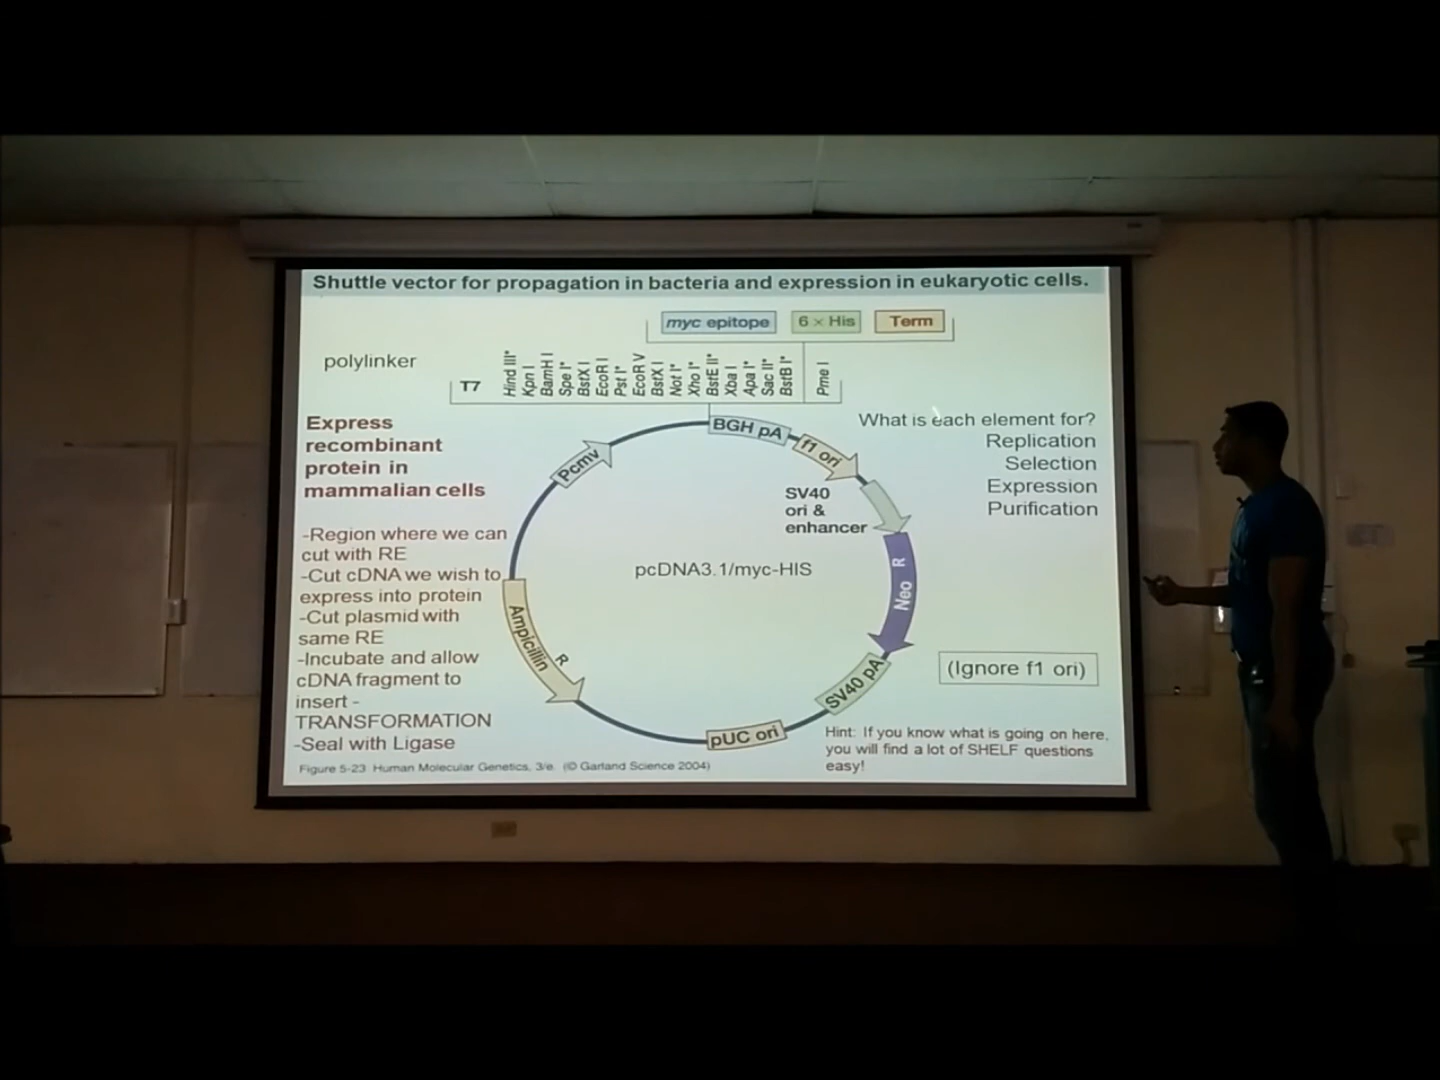 Shuttle vector for propagation in bacteria and expression in eukaryotic cells.
myc epitope
6 × His
Term
polylinker
T7
Hind III*
Kpn I
BamH I
Spe I*
BstX I
EcoR I
Pst I*
EcoR V
BstX I
Not I*
Xho I*
BstE II*
Xba I
Apa I*
Sac II*
BstB I*
Pme I
Express
recombinant
protein in
mammalian cells
-Region where we can
cut with RE
-Cut cDNA we wish to
express into protein
-Cut plasmid with
same RE
-Incubate and allow
cDNA fragment to
insert -
TRANSFORMATION
-Seal with Ligase
Pcmv
BGH pA
f1 ori
SV40
ori &
enhancer
Neo R
SV40 pA
pUC ori
Ampicillin R
pcDNA3.1/myc-HIS
What is each element for?
Replication
Selection
Expression
Purification
(Ignore f1 ori)
Hint: If you know what is going on here,
you will find a lot of SHELF questions
easy!
Figure 5-23 Human Molecular Genetics, 3/e. (© Garland Science 2004)